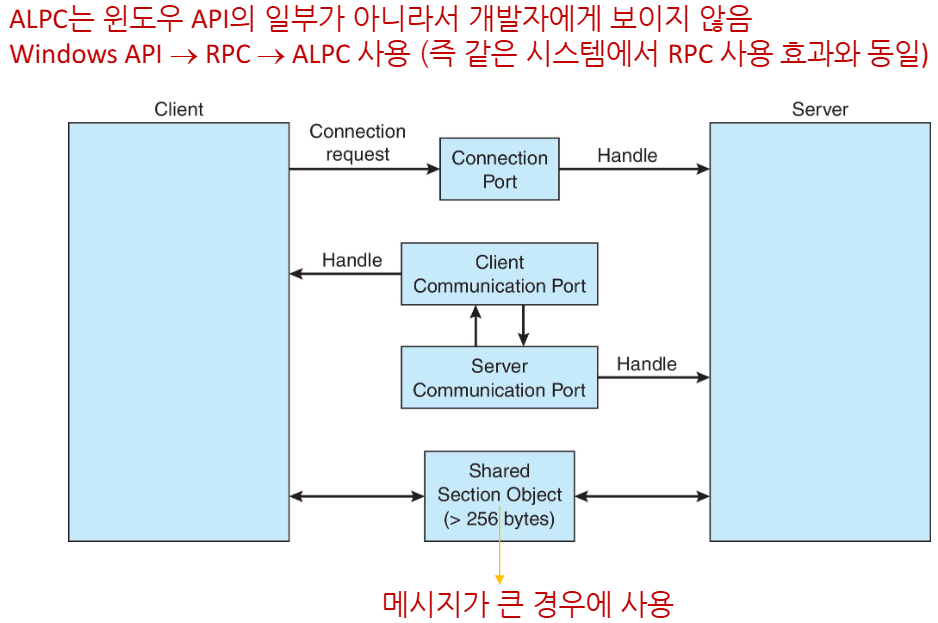 ALPC는 윈도우 API의 일부가 아니라서 개발자에게 보이지 않음
Windows API → RPC → ALPC 사용 (즉 같은 시스템에서 RPC 사용 효과와 동일)
Client
Server
Connection
request
Connection
Port
Handle
Handle
Client
Communication Port
Server
Communication Port
Handle
Shared
Section Object
(> 256 bytes)
메시지가 큰 경우에 사용